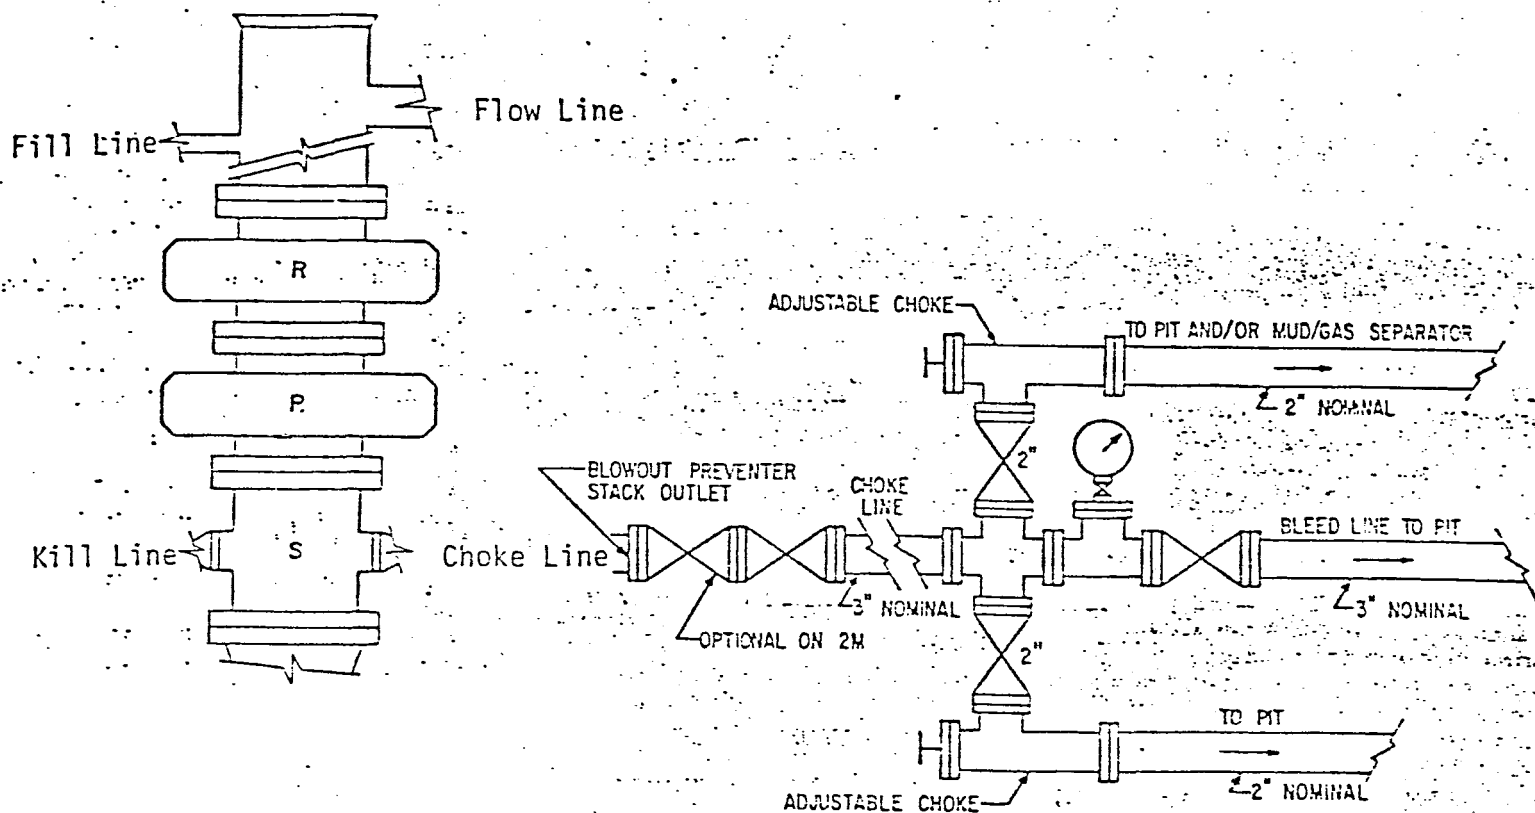 Flow Line
Fill Line
R
P
S
Kill Line
Choke Line
ADJUSTABLE CHOKE
TO PIT AND/OR MUD/GAS SEPARATOR
2" NOMINAL
2"
BLOWOUT PREVENTER
STACK OUTLET
CHOKE
LINE
BLEED LINE TO PIT
3" NOMINAL
3" NOMINAL
OPTIONAL ON 2M
2"
TO PIT
2" NOMINAL
ADJUSTABLE CHOKE